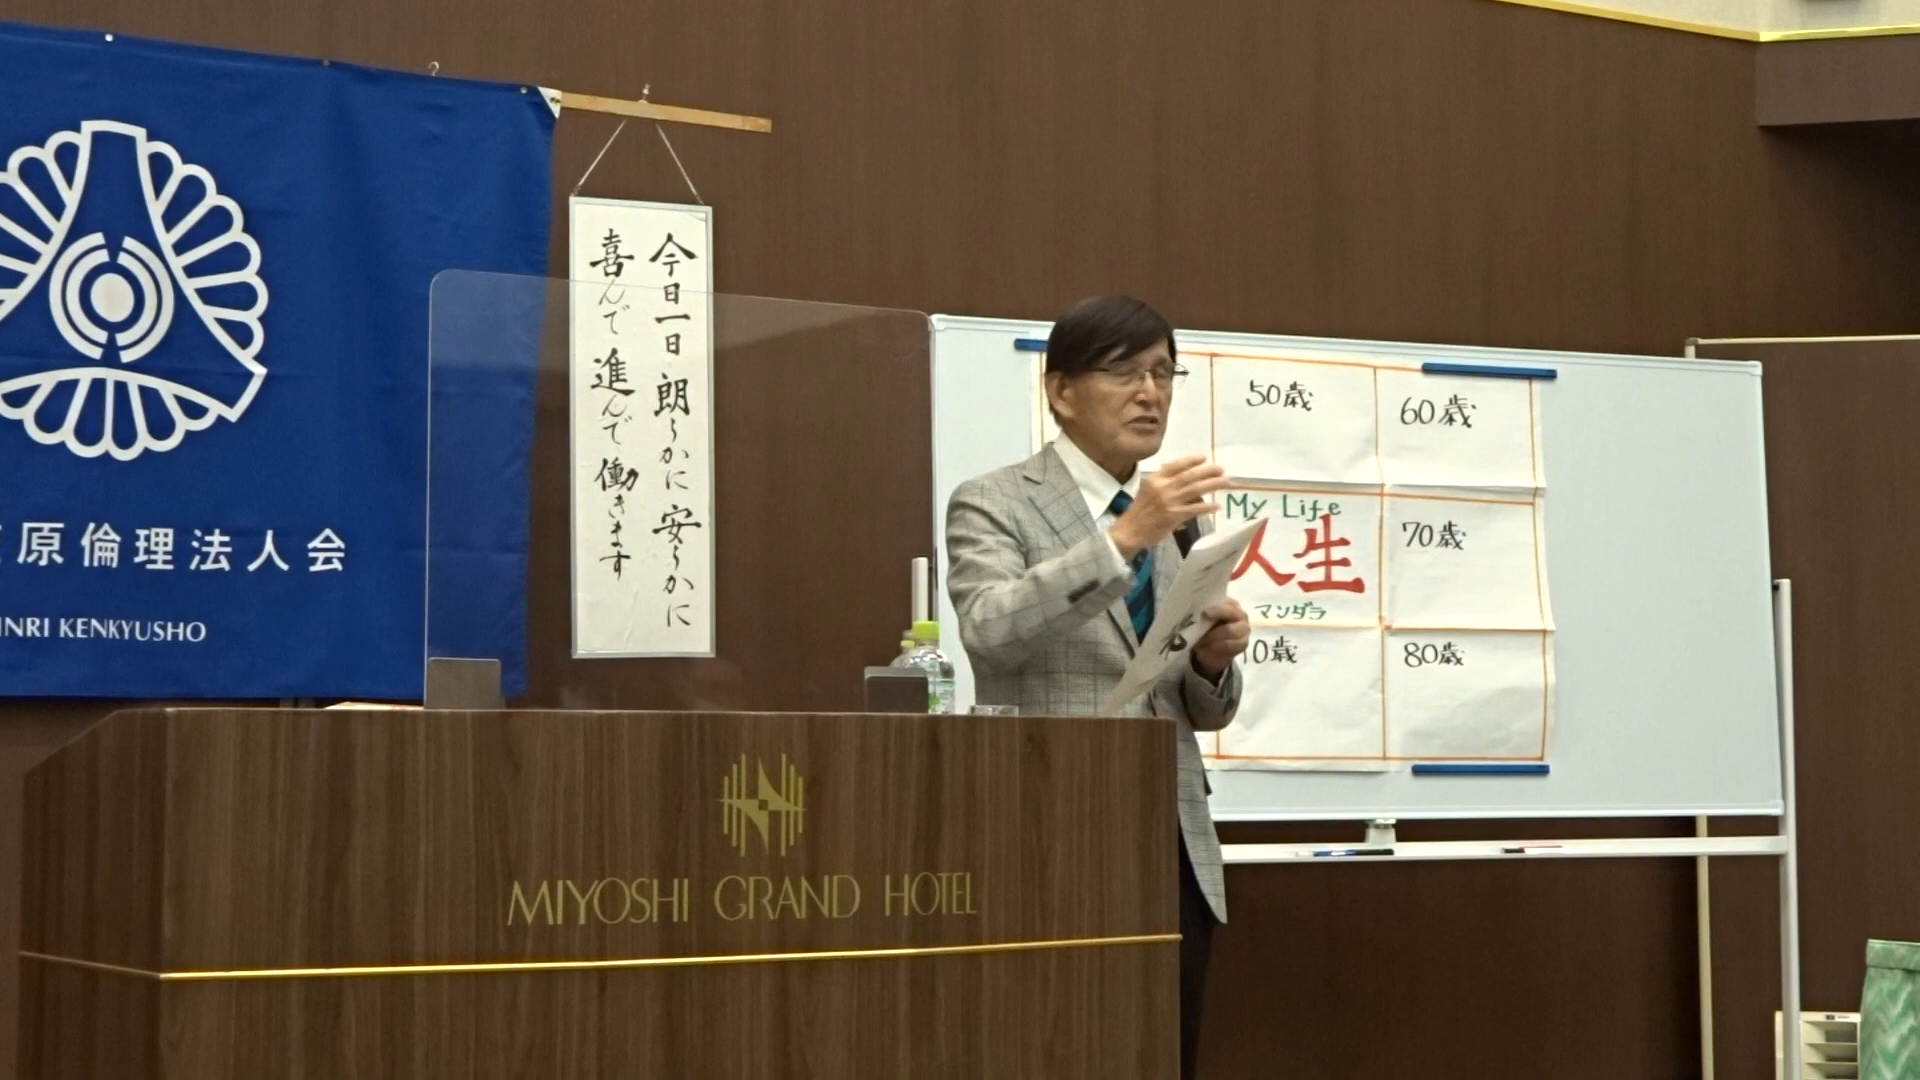 原倫理法人会
INRI KENKYUSHO
今日一日 朗らかに 安らかに
喜んで 進んで 働きます
50歳
60歳
My Life
人生
マンダラ
70歳
0歳
80歳
MIYOSHI GRAND HOTEL